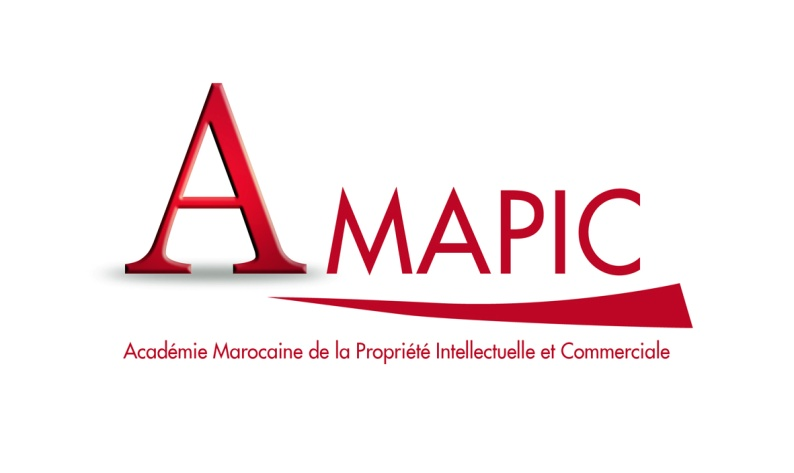 AMAPIC
Académie Marocaine de la Propriété Intellectuelle et Commerciale